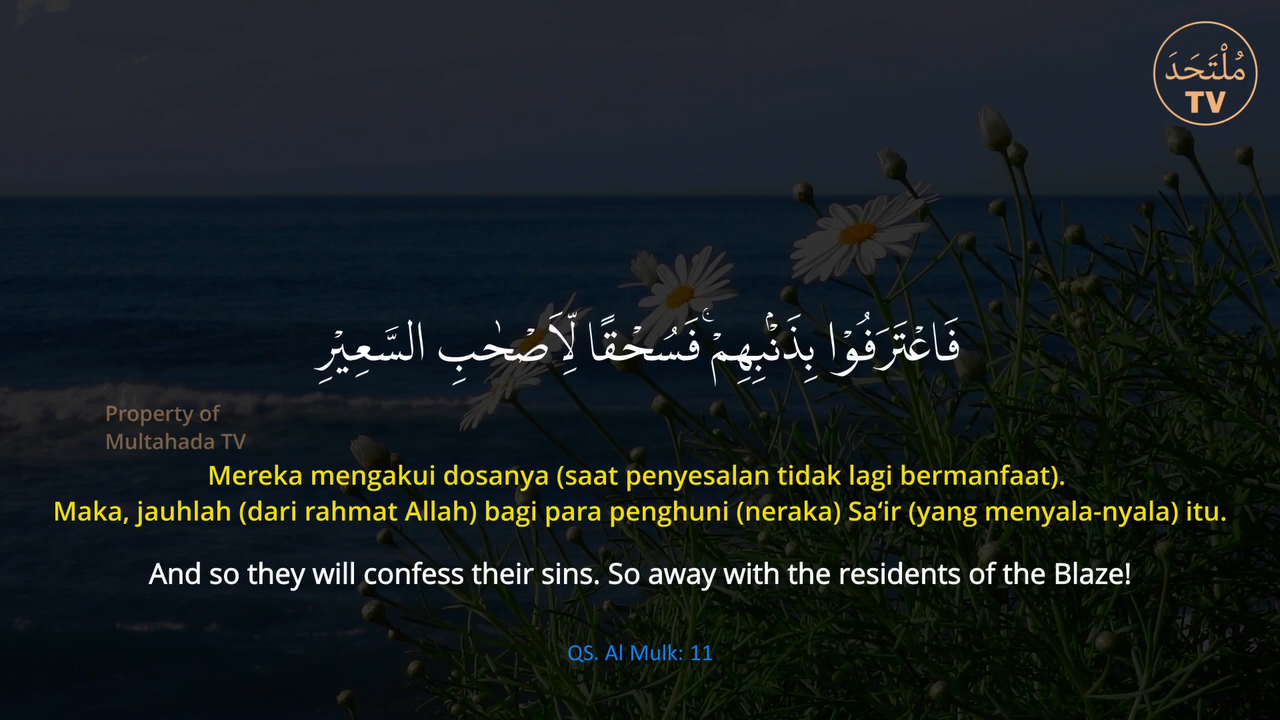 مُلْتَحَدَ
TV
فَاعْتَرَفُوْا بِذَنْۢبِهِمْۚ فَسُحْقًا لِّاَصْحٰبِ السَّعِيْرِ
Property of
Multahada TV
Mereka mengakui dosanya (saat penyesalan tidak lagi bermanfaat).
Maka, jauhlah (dari rahmat Allah) bagi para penghuni (neraka) Sa‘ir (yang menyala-nyala) itu.
And so they will confess their sins. So away with the residents of the Blaze!
QS. Al Mulk: 11